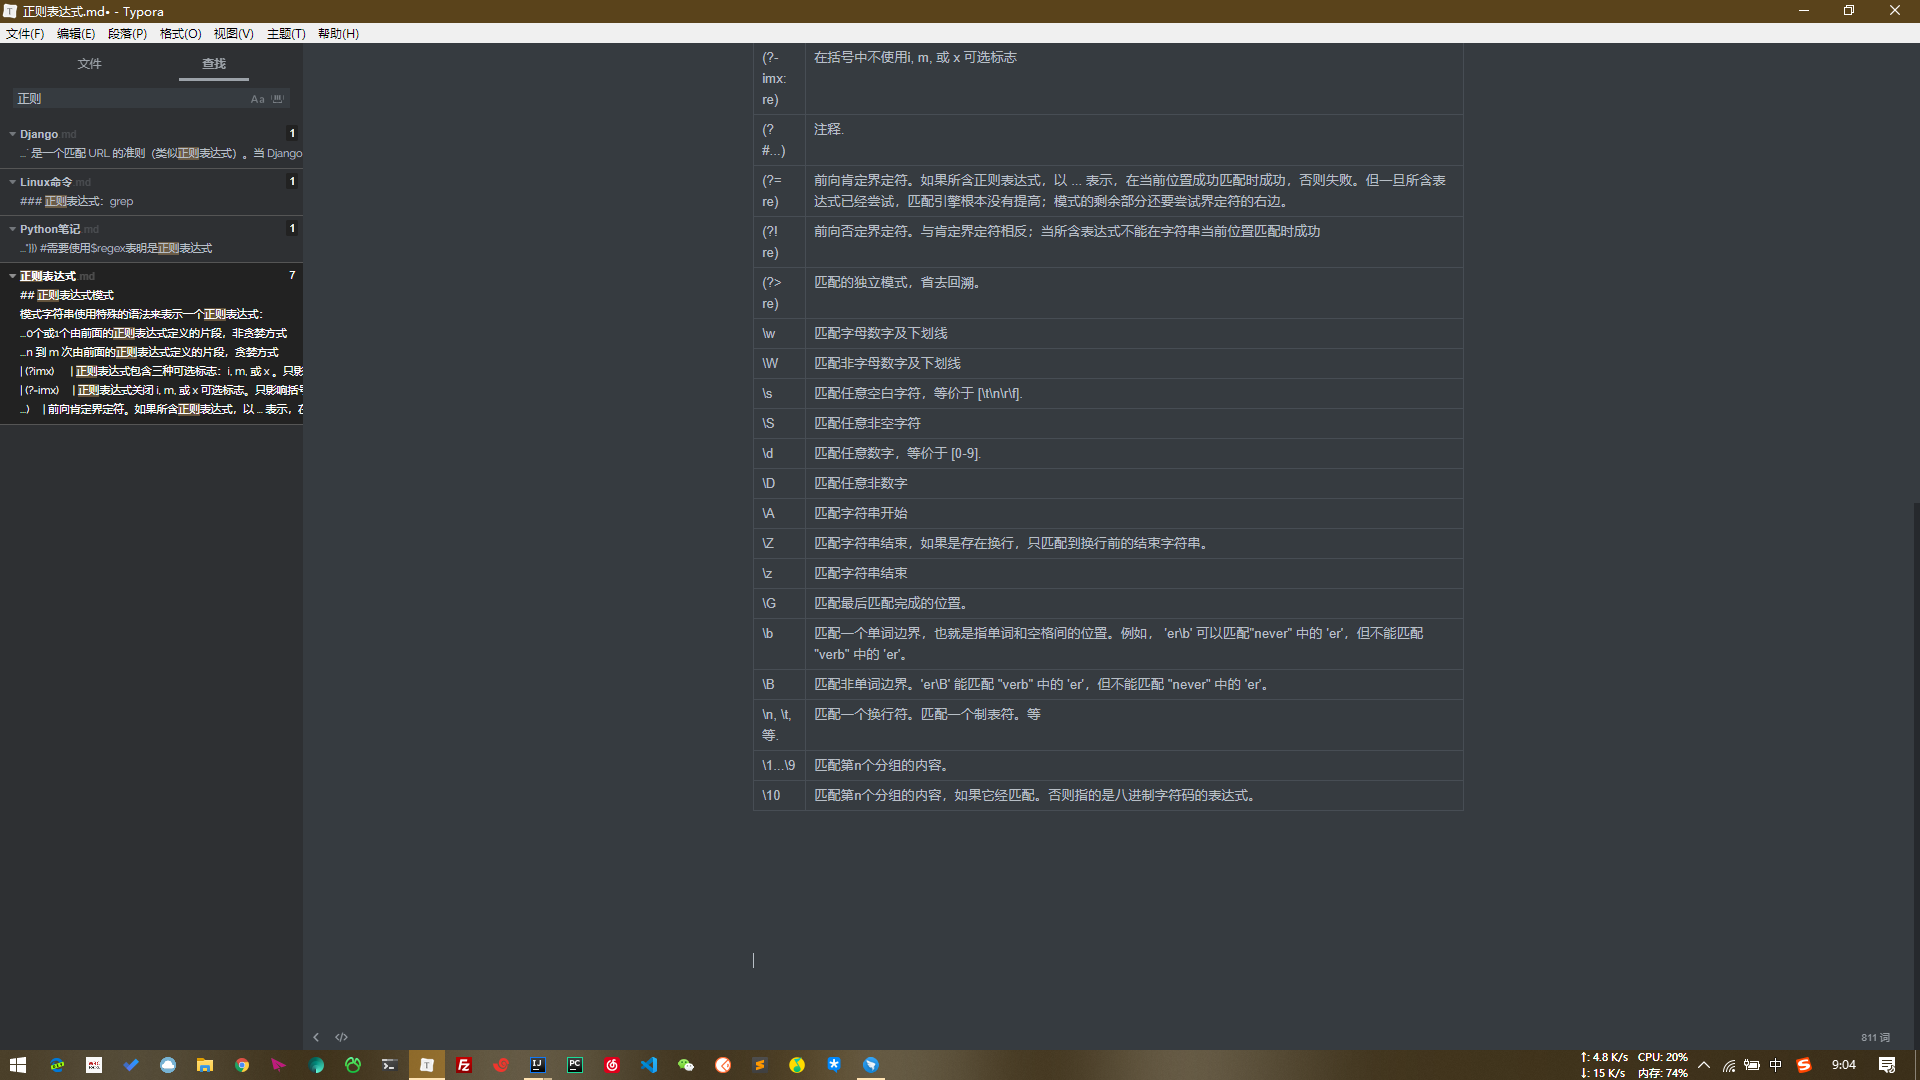 正则表达式.md• - Typora
文件(F) 编辑(E) 段落(P) 格式(O) 视图(V) 主题(T) 帮助(H)
文件 查找
正则 Aa
Django.md 1
...` 是一个匹配 URL 的准则（类似正则表达式）。当 Django
Linux命令.md 1
### 正则表达式：grep
Python笔记.md 1
..."}}) #需要使用$regex表明是正则表达式
正则表达式.md 7
## 正则表达式模式
模式字符串使用特殊的语法来表示一个正则表达式：
...0个或1个由前面的正则表达式定义的片段，非贪婪方式
...n 到 m 次由前面的正则表达式定义的片段，贪婪方式
| (?imx) | 正则表达式包含三种可选标志：i, m, 或 x 。只影
| (?-imx) | 正则表达式关闭 i, m, 或 x 可选标志。只影响括号
...) | 前向肯定界定符。如果所含正则表达式，以 ... 表示，在
(?-
imx:
re)
在括号中不使用i, m, 或 x 可选标志
(?
#...)
注释.
(?=
re)
前向肯定界定符。如果所含正则表达式，以 ... 表示，在当前位置成功匹配时成功，否则失败。但一旦所含表
达式已经尝试，匹配引擎根本没有提高；模式的剩余部分还要尝试界定符的右边。
(?!
re)
前向否定界定符。与肯定界定符相反；当所含表达式不能在字符串当前位置匹配时成功
(?>
re)
匹配的独立模式，省去回溯。
\w 匹配字母数字及下划线
\W 匹配非字母数字及下划线
\s 匹配任意空白字符，等价于 [\t\n\r\f].
\S 匹配任意非空字符
\d 匹配任意数字，等价于 [0-9].
\D 匹配任意非数字
\A 匹配字符串开始
\Z 匹配字符串结束，如果是存在换行，只匹配到换行前的结束字符串。
\z 匹配字符串结束
\G 匹配最后匹配完成的位置。
\b 匹配一个单词边界，也就是指单词和空格间的位置。例如， 'er\b' 可以匹配"never" 中的 'er'，但不能匹配
"verb" 中的 'er'。
\B 匹配非单词边界。'er\B' 能匹配 "verb" 中的 'er'，但不能匹配 "never" 中的 'er'。
\n, \t,
等.
匹配一个换行符。匹配一个制表符。等
\1...\9 匹配第n个分组的内容。
\10 匹配第n个分组的内容，如果它经匹配。否则指的是八进制字符码的表达式。
811 词
↑: 4.8 K/s CPU: 20%
↓: 15 K/s 内存: 74%
中
9:04